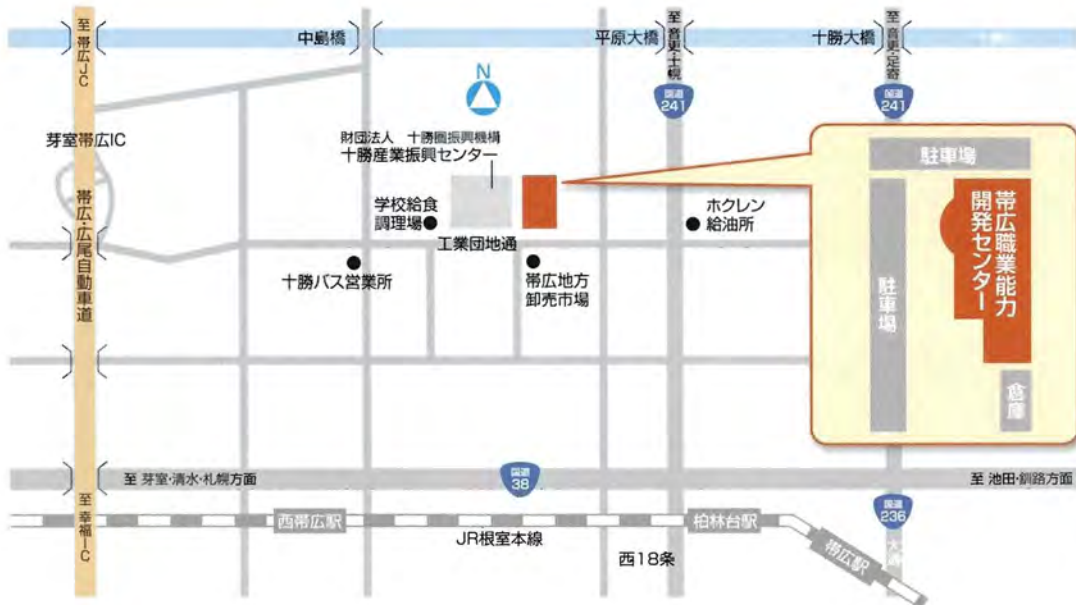 至 帯広JC
中島橋
平原大橋
至 音更・士幌
十勝大橋
至 音更・足寄
N
国道
241
国道
241
芽室帯広IC
財団法人 十勝圏振興機構
十勝産業振興センター
学校給食
調理場
工業団地通
ホクレン
給油所
十勝バス営業所
帯広地方
卸売市場
帯広・広尾自動車道
駐車場
駐車場
帯広職業能力
開発センター
倉庫
至 芽室・清水・札幌方面
国道
38
至 池田・釧路方面
至 幸福IC
西帯広駅
JR根室本線
柏林台駅
西18条
帯広駅
国道
236
大通